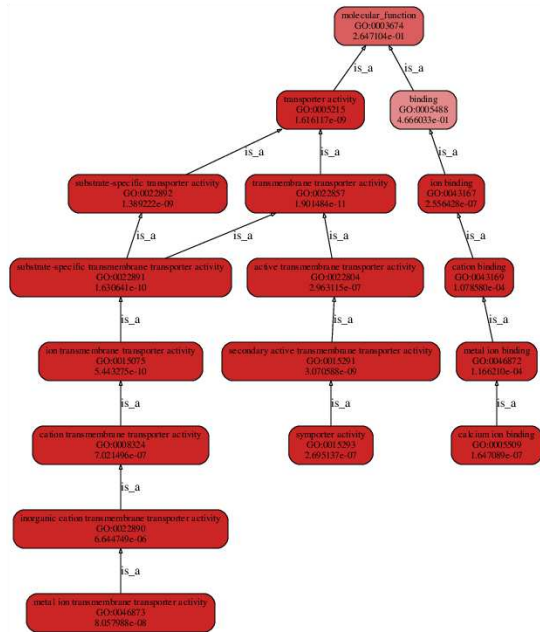 molecular_function
GO:0003674
2.647104e-01
is_a
is_a
transporter activity
GO:0005215
1.616117e-09
binding
GO:0005488
4.666033e-01
is_a
is_a
is_a
substrate-specific transporter activity
GO:0022892
1.389222e-09
transmembrane transporter activity
GO:0022857
1.901484e-11
ion binding
GO:0043167
2.556428e-07
is_a
is_a
is_a
is_a
substrate-specific transmembrane transporter activity
GO:0022891
1.630641e-10
active transmembrane transporter activity
GO:0022804
2.963115e-07
cation binding
GO:0043169
1.078580e-04
is_a
is_a
is_a
ion transmembrane transporter activity
GO:0015075
5.443275e-10
secondary active transmembrane transporter activity
GO:0015291
3.070588e-09
metal ion binding
GO:0046872
1.166210e-04
is_a
is_a
is_a
cation transmembrane transporter activity
GO:0008324
7.021496e-07
symporter activity
GO:0015293
2.695137e-07
calcium ion binding
GO:0005509
1.647089e-07
is_a
inorganic cation transmembrane transporter activity
GO:0022890
6.644749e-06
is_a
metal ion transmembrane transporter activity
GO:0046873
8.057988e-08